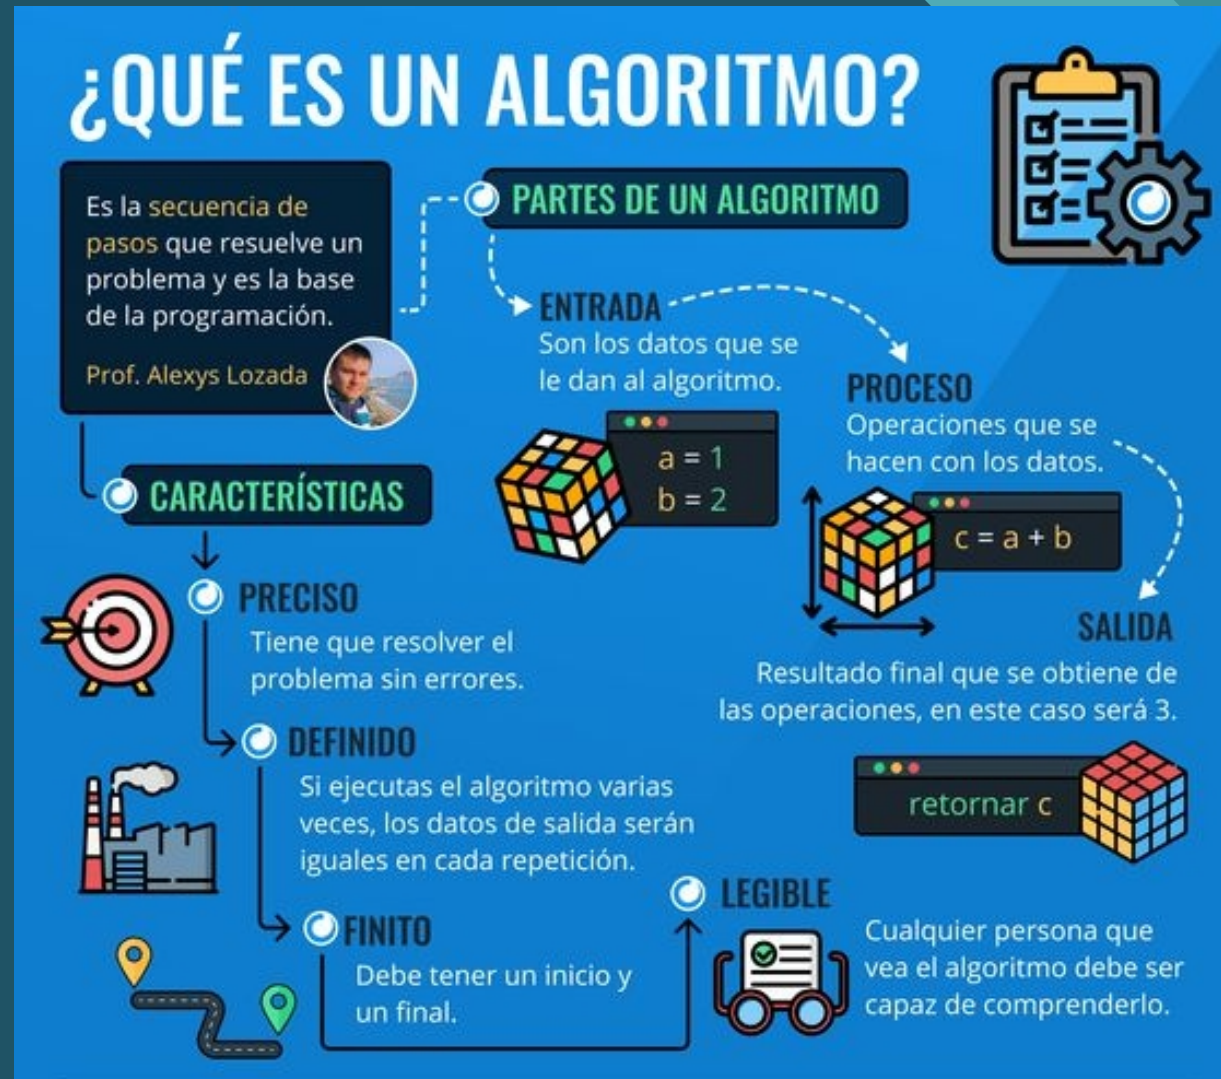 ¿QUÉ ES UN ALGORITMO?
Es la secuencia de
pasos que resuelve un
problema y es la base
de la programación.
Prof. Alexys Lozada
PARTES DE UN ALGORITMO
ENTRADA
Son los datos que se
le dan al algoritmo.
a = 1
b = 2
PROCESO
Operaciones que se
hacen con los datos.
c = a + b
SALIDA
Resultado final que se obtiene de
las operaciones, en este caso será 3.
retornar c
CARACTERÍSTICAS
PRECISO
Tiene que resolver el
problema sin errores.
DEFINIDO
Si ejecutas el algoritmo varias
veces, los datos de salida serán
iguales en cada repetición.
FINITO
Debe tener un inicio y
un final.
LEGIBLE
Cualquier persona que
vea el algoritmo debe ser
capaz de comprenderlo.